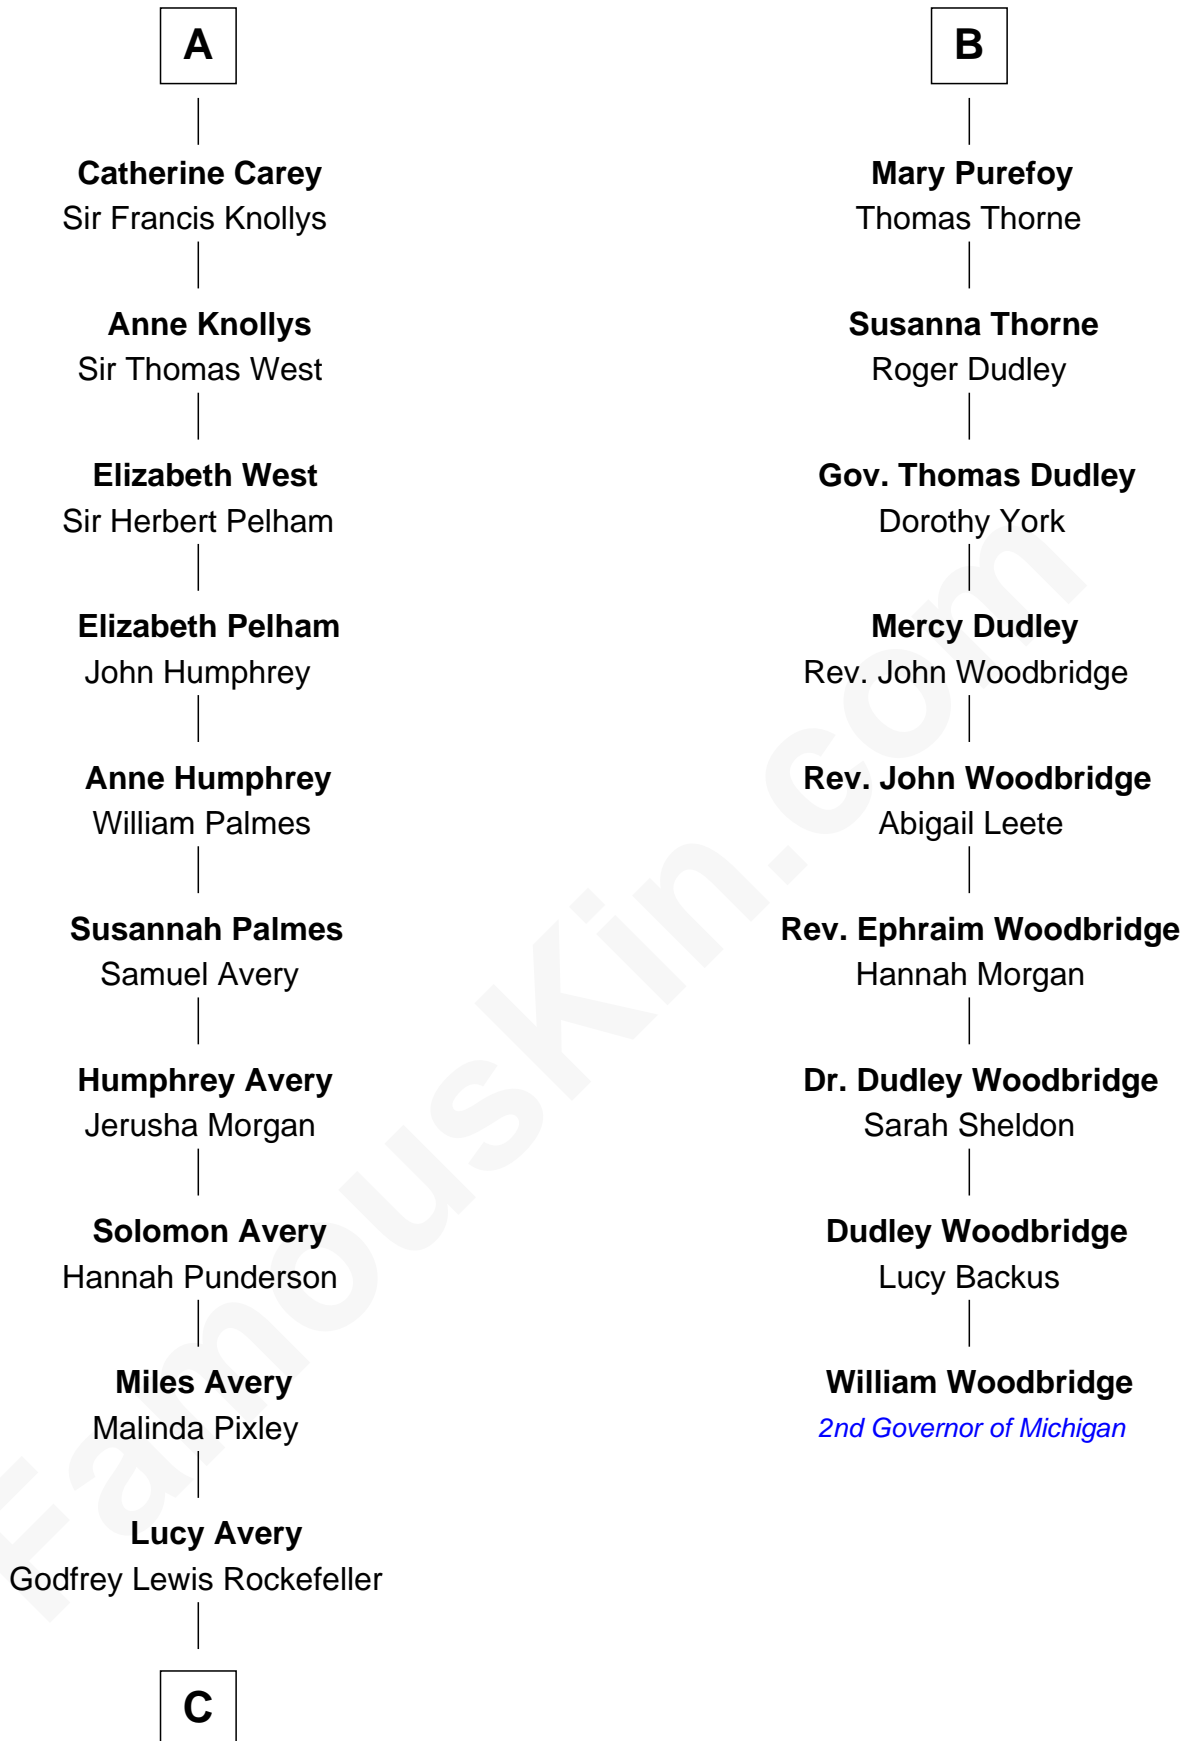 A
Catherine Carey
Sir Francis Knollys
Anne Knollys
Sir Thomas West
Elizabeth West
Sir Herbert Pelham
Elizabeth Pelham
John Humphrey
Anne Humphrey
William Palmes
Susannah Palmes
Samuel Avery
Humphrey Avery
Jerusha Morgan
Solomon Avery
Hannah Punderson
Miles Avery
Malinda Pixley
Lucy Avery
Godfrey Lewis Rockefeller
C
B
Mary Purefoy
Thomas Thorne
Susanna Thorne
Roger Dudley
Gov. Thomas Dudley
Dorothy York
Mercy Dudley
Rev. John Woodbridge
Rev. John Woodbridge
Abigail Leete
Rev. Ephraim Woodbridge
Hannah Morgan
Dr. Dudley Woodbridge
Sarah Sheldon
Dudley Woodbridge
Lucy Backus
William Woodbridge
2nd Governor of Michigan
FamousKin.com